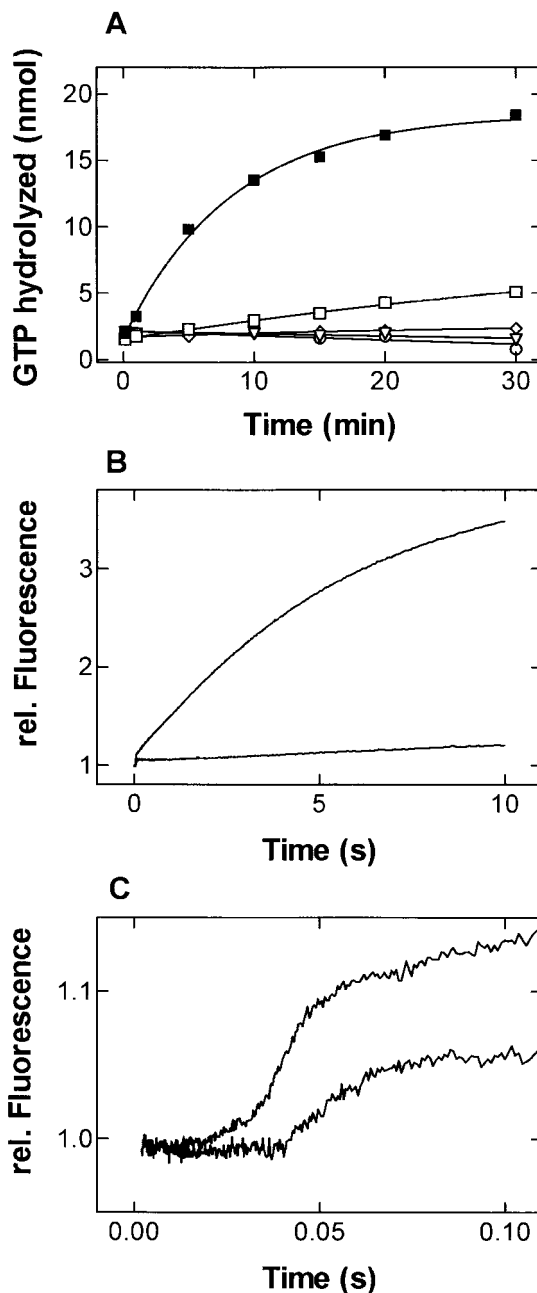 A
GTP hydrolyzed (nmol)
20
15
10
5
0
0 10 20 30
Time (min)
B
rel. Fluorescence
3
2
1
0 5 10
Time (s)
C
rel. Fluorescence
1.1
1.0
0.00 0.05 0.10
Time (s)